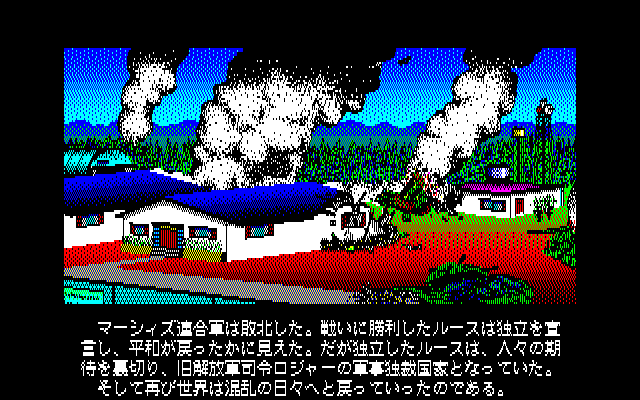 マーシィズ連合軍は敗北した。戦いに勝利したルースは独立を宣
言し、平和が戻ったかに見えた。だが独立したルースは、人々の期
待を裏切り、旧解放軍司令ロジャーの軍事独裁国家となっていた。
そして再び世界は混乱の日々へと戻っていったのである。